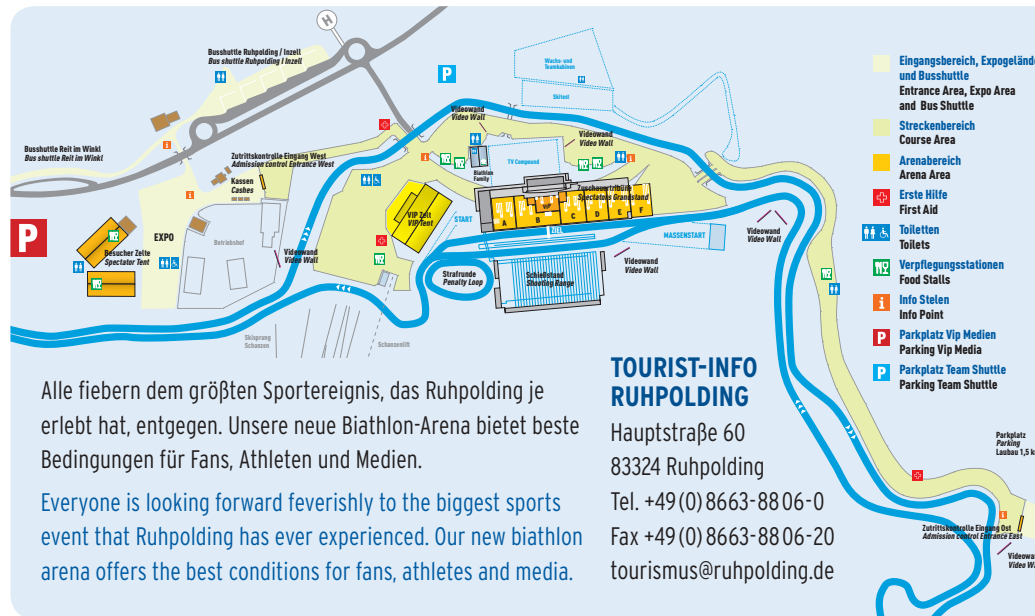 H
Busshuttle Ruhpolding / Inzell
Bus shuttle Ruhpolding I Inzell
P
Wachs- und
Teamkabinen
Skitest
Videowand
Video Wall
Videowand
Video Wall
Busshuttle Reit im Winkl
Bus shuttle Reit im Winkl
Zutrittskontrolle Eingang West
Admission control Entrance West
Kassen
Cashes
Biathlon
Family
TV Compound
Zuschauertribüne
Spectators Grandstand
VIP
A
B
C
D
E
F
VIP Zelt
VIP Tent
START
ZIEL
MASSENSTART
Videowand
Video Wall
P
EXPO
Besucher Zelte
Spectator Tent
Betriebshof
Videowand
Video Wall
Strafrunde
Penalty Loop
Schießstand
Shooting Range
Videowand
Video Wall
Skisprung
Schanzen
Schanzenlift
Eingangsbereich, Expogelände
und Busshuttle
Entrance Area, Expo Area
and Bus Shuttle
Streckenbereich
Course Area
Arenabereich
Arena Area
Erste Hilfe
First Aid
Toiletten
Toilets
Verpflegungsstationen
Food Stalls
i
Info Stelen
Info Point
P
Parkplatz Vip Medien
Parking Vip Media
P
Parkplatz Team Shuttle
Parking Team Shuttle
Alle fiebern dem größten Sportereignis, das Ruhpolding je
erlebt hat, entgegen. Unsere neue Biathlon-Arena bietet beste
Bedingungen für Fans, Athleten und Medien.
Everyone is looking forward feverishly to the biggest sports
event that Ruhpolding has ever experienced. Our new biathlon
arena offers the best conditions for fans, athletes and media.
TOURIST-INFO
RUHPOLDING
Hauptstraße 60
83324 Ruhpolding
Tel. +49(0)8663-8806-0
Fax +49(0)8663-8806-20
tourismus@ruhpolding.de
Parkplatz
Parking
Laubau 1,5 k
Zutrittskontrolle Eingang Ost
Admission control Entrance East
Videowa
Video Wa